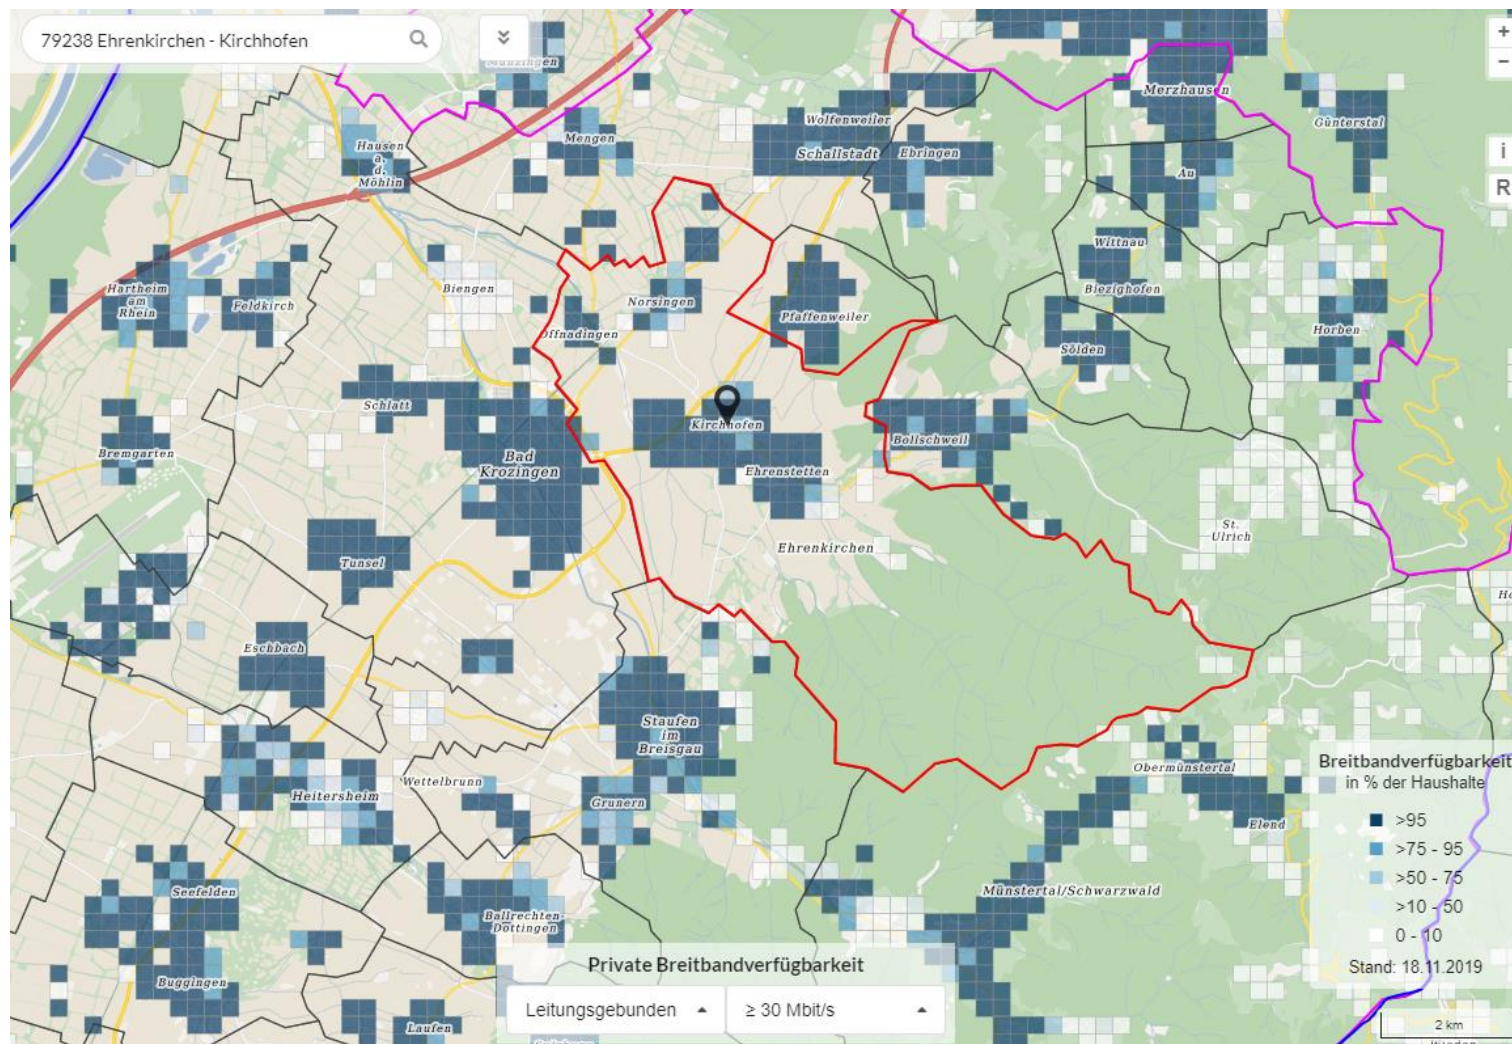 79238 Ehrenkirchen - Kirchhofen
Munzingen
Merzhausen
Wolfenweiler
Günterstal
Mengen
Hausen
a.
d.
Möhlin
Schallstadt
Ebringen
Au
Wittnau
Biengen
Hartheim
am
Rhein
Feldkirch
Norsingen
Biezighofen
Pfaffenweiler
Offnadingen
Horben
Sölden
Schlatt
Kirchhofen
Bollschweil
Bremgarten
Bad
Krozingen
Ehrenstetten
St.
Ulrich
Ehrenkirchen
Tunsel
Eschbach
Staufen
im
Breisgau
Obermünstertal
Wettelbrunn
Heitersheim
Grunern
Elend
Seefelden
Münstertal/Schwarzwald
Ballrechten-
Dottingen
Buggingen
Laufen
+
−
i
R
Breitbandverfügbarkeit
in % der Haushalte
>95
>75 - 95
>50 - 75
>10 - 50
0 - 10
Stand: 18.11.2019
2 km
Private Breitbandverfügbarkeit
Leitungsgebunden
≥ 30 Mbit/s